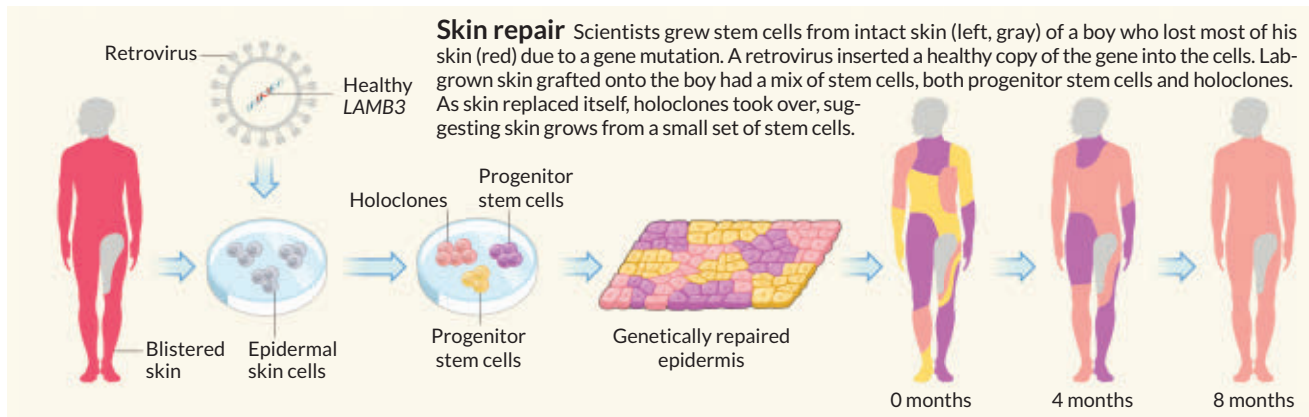 Skin repair Scientists grew stem cells from intact skin (left, gray) of a boy who lost most of his
skin (red) due to a gene mutation. A retrovirus inserted a healthy copy of the gene into the cells. Lab-
grown skin grafted onto the boy had a mix of stem cells, both progenitor stem cells and holoclones.
As skin replaced itself, holoclones took over, sug-
gesting skin grows from a small set of stem cells.
Retrovirus
Healthy
LAMB3
Holoclones
Progenitor
stem cells
Blistered
skin
Epidermal
skin cells
Progenitor
stem cells
Genetically repaired
epidermis
0 months
4 months
8 months